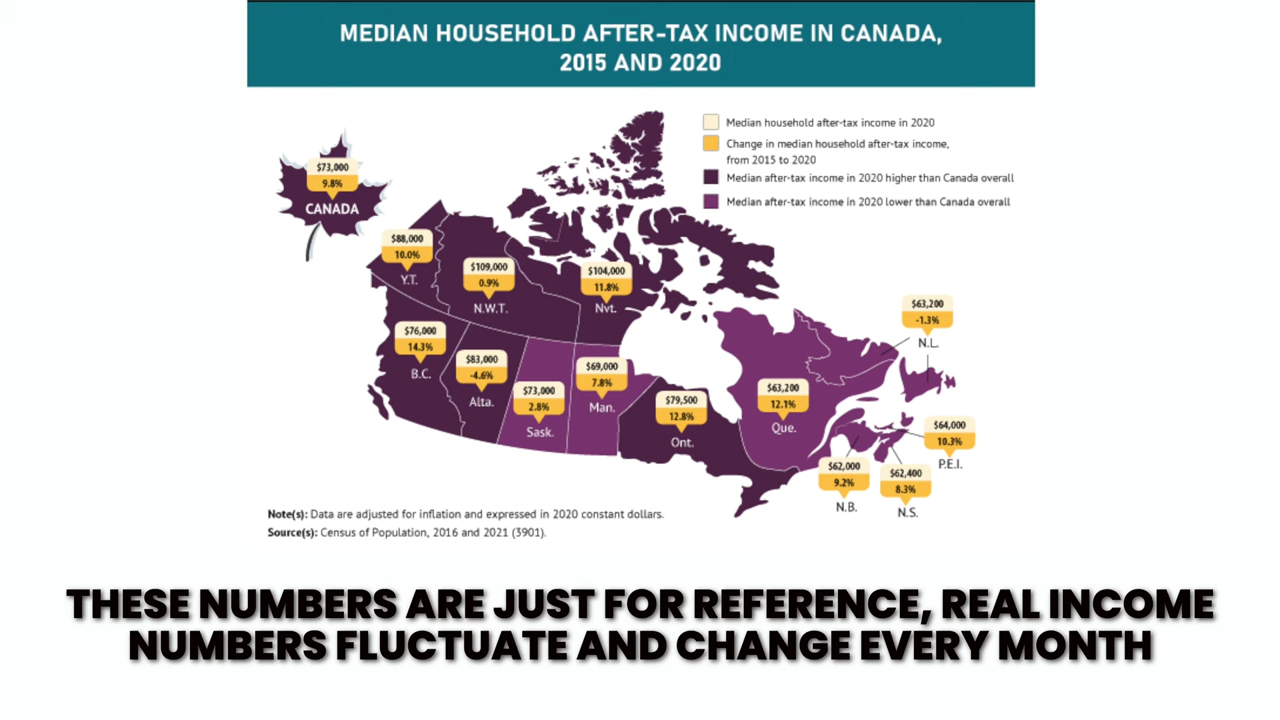 MEDIAN HOUSEHOLD AFTER-TAX INCOME IN CANADA,
2015 AND 2020
Median household after-tax income in 2020
Change in median household after-tax income,
from 2015 to 2020
Median after-tax income in 2020 higher than Canada overall
Median after-tax income in 2020 lower than Canada overall
$73,000
9.8%
CANADA
$88,000
10.0%
Y.T.
$109,000
0.9%
N.W.T.
$104,000
11.8%
Nvt.
$76,000
14.3%
B.C.
$83,000
-4.6%
Alta.
$73,000
2.8%
Sask.
$69,000
7.8%
Man.
$79,500
12.8%
Ont.
$63,200
12.1%
Que.
$63,200
-1.3%
N.L.
$64,000
10.3%
P.E.I.
$62,000
9.2%
N.B.
$62,400
8.3%
N.S.
Note(s): Data are adjusted for inflation and expressed in 2020 constant dollars.
Source(s): Census of Population, 2016 and 2021 (3901).
THESE NUMBERS ARE JUST FOR REFERENCE, REAL INCOME
NUMBERS FLUCTUATE AND CHANGE EVERY MONTH